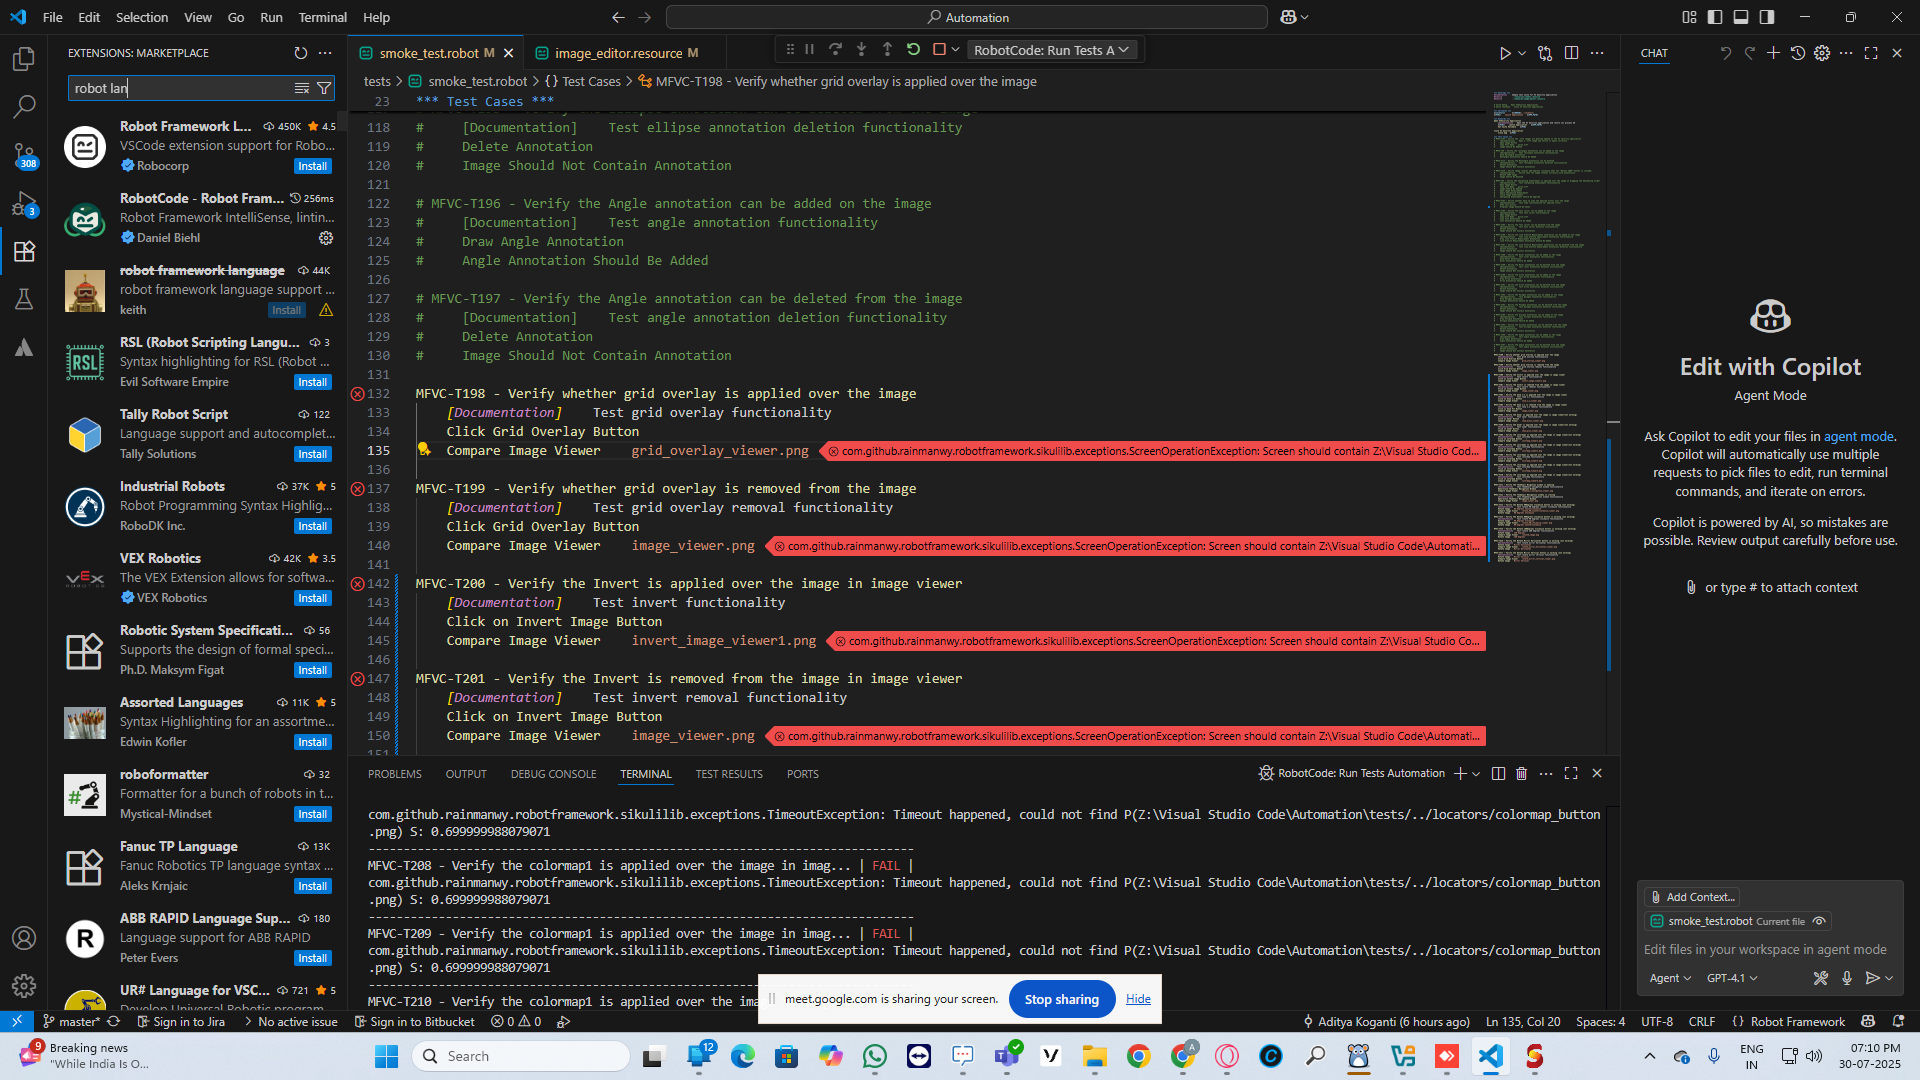 File Edit Selection View Go Run Terminal Help
Automation
EXTENSIONS: MARKETPLACE
robot lan
Robot Framework L... 450K 4.5
VSCode extension support for Robo...
Robocorp Install
RobotCode - Robot Fram... 256ms
Robot Framework IntelliSense, lintin...
Daniel Biehl
robot framework language 44K
robot framework language support ...
keith Install
RSL (Robot Scripting Langu... 3
Syntax highlighting for RSL (Robot ...
Evil Software Empire Install
Tally Robot Script 122
Language support and autocomplet...
Tally Solutions Install
Industrial Robots 37K 5
Robot Programming Syntax Highlig...
RoboDK Inc. Install
VEX Robotics 42K 3.5
The VEX Extension allows for softwa...
VEX Robotics Install
Robotic System Specificati... 56
Supports the design of formal speci...
Ph.D. Maksym Figat Install
Assorted Languages 11K 5
Syntax Highlighting for an assortme...
Edwin Kofler Install
roboformatter 32
Formatter for a bunch of robots in t...
Mystical-Mindset Install
Fanuc TP Language 13K
Fanuc Robotics TP language syntax ...
Aleks Krnjaic Install
ABB RAPID Language Sup... 180
Language support for ABB RAPID
Peter Evers Install
UR# Language for VSC... 721 5
308
3
RSL
VEX
R
smoke_test.robot M
image_editor.resource M
RobotCode: Run Tests A
tests > smoke_test.robot > {} Test Cases > MFVC-T198 - Verify whether grid overlay is applied over the image
23 *** Test Cases ***
118 # [Documentation] Test ellipse annotation deletion functionality
119 # Delete Annotation
120 # Image Should Not Contain Annotation
121
122 # MFVC-T196 - Verify the Angle annotation can be added on the image
123 # [Documentation] Test angle annotation functionality
124 # Draw Angle Annotation
125 # Angle Annotation Should Be Added
126
127 # MFVC-T197 - Verify the Angle annotation can be deleted from the image
128 # [Documentation] Test angle annotation deletion functionality
129 # Delete Annotation
130 # Image Should Not Contain Annotation
131
132 MFVC-T198 - Verify whether grid overlay is applied over the image
133 [Documentation] Test grid overlay functionality
134 Click Grid Overlay Button
135 Compare Image Viewer grid_overlay_viewer.png com.github.rainmanwy.robotframework.sikulilib.exceptions.ScreenOperationException: Screen should contain Z:\Visual Studio Cod...
136
137 MFVC-T199 - Verify whether grid overlay is removed from the image
138 [Documentation] Test grid overlay removal functionality
139 Click Grid Overlay Button
140 Compare Image Viewer image_viewer.png com.github.rainmanwy.robotframework.sikulilib.exceptions.ScreenOperationException: Screen should contain Z:\Visual Studio Code\Automati...
141
142 MFVC-T200 - Verify the Invert is applied over the image in image viewer
143 [Documentation] Test invert functionality
144 Click on Invert Image Button
145 Compare Image Viewer invert_image_viewer1.png com.github.rainmanwy.robotframework.sikulilib.exceptions.ScreenOperationException: Screen should contain Z:\Visual Studio Co...
146
147 MFVC-T201 - Verify the Invert is removed from the image in image viewer
148 [Documentation] Test invert removal functionality
149 Click on Invert Image Button
150 Compare Image Viewer image_viewer.png com.github.rainmanwy.robotframework.sikulilib.exceptions.ScreenOperationException: Screen should contain Z:\Visual Studio Code\Automati...
PROBLEMS OUTPUT DEBUG CONSOLE TERMINAL TEST RESULTS PORTS
RobotCode: Run Tests Automation
com.github.rainmanwy.robotframework.sikulilib.exceptions.TimeoutException: Timeout happened, could not find P(Z:\Visual Studio Code\Automation\tests/../locators/colormap_button
.png) S: 0.699999988079071
------------------------------------------------------------------------------
MFVC-T208 - Verify the colormap1 is applied over the image in imag... | FAIL |
com.github.rainmanwy.robotframework.sikulilib.exceptions.TimeoutException: Timeout happened, could not find P(Z:\Visual Studio Code\Automation\tests/../locators/colormap_button
.png) S: 0.699999988079071
------------------------------------------------------------------------------
MFVC-T209 - Verify the colormap1 is applied over the image in imag... | FAIL |
com.github.rainmanwy.robotframework.sikulilib.exceptions.TimeoutException: Timeout happened, could not find P(Z:\Visual Studio Code\Automation\tests/../locators/colormap_button
.png) S: 0.699999988079071
MFVC-T210 - Verify the colormap1 is applied over the
meet.google.com is sharing your screen. Stop sharing Hide
CHAT
Edit with Copilot
Agent Mode
Ask Copilot to edit your files in agent mode.
Copilot will automatically use multiple
requests to pick files to edit, run terminal
commands, and iterate on errors.
Copilot is powered by AI, so mistakes are
possible. Review output carefully before use.
or type # to attach context
Add Context...
smoke_test.robot Current file
Edit files in your workspace in agent mode
Agent GPT-4.1
master* Sign in to Jira No active issue Sign in to Bitbucket 0 0
Aditya Koganti (6 hours ago) Ln 135, Col 20 Spaces: 4 UTF-8 CRLF {} Robot Framework
9 Breaking news
"While India Is O...
Search
12
ENG
IN
07:10 PM
30-07-2025